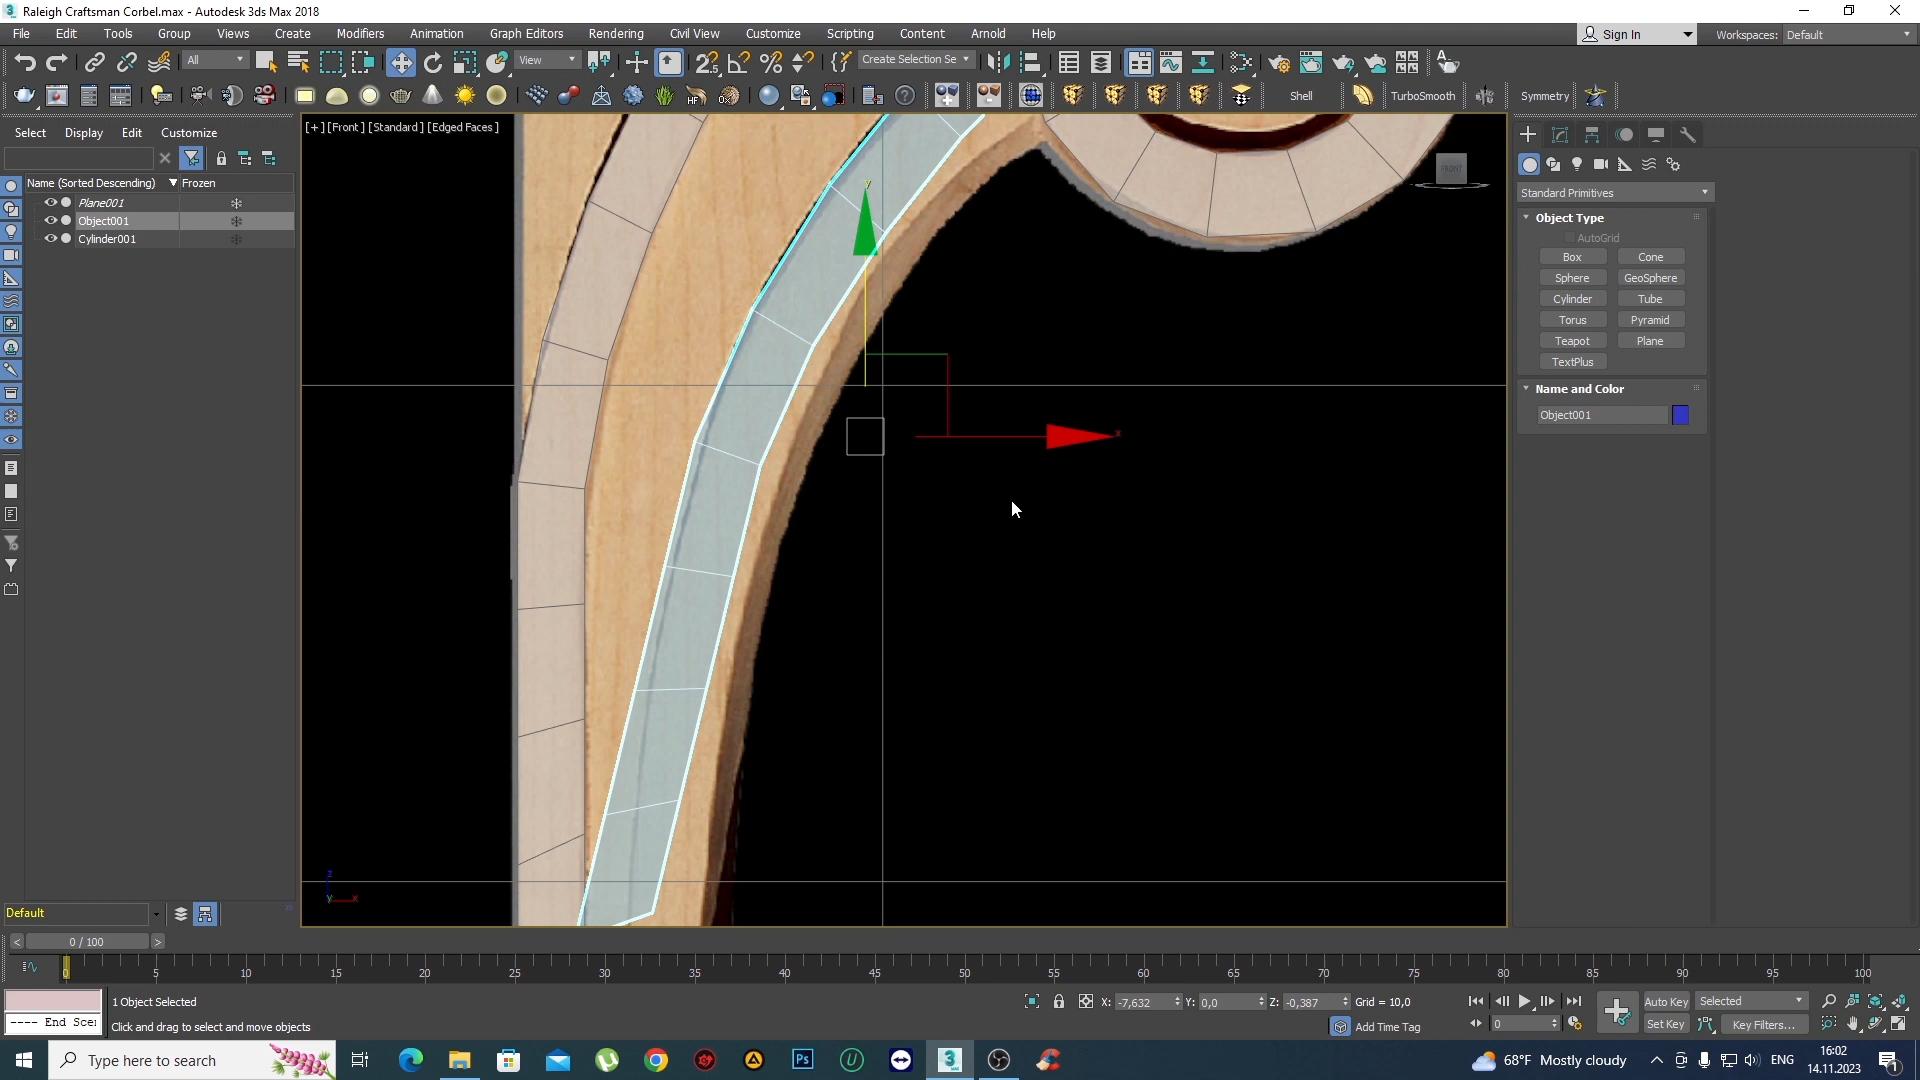 Raleigh Craftsman Corbel.max - Autodesk 3ds Max 2018
File Edit Tools Group Views Create Modifiers Animation Graph Editors Rendering Civil View Customize Scripting Content Arnold Help
Sign In Workspaces: Default
All View Create Selection Se
Shell TurboSmooth Symmetry
Select Display Edit Customize
[+] [Front] [Standard] [Edged Faces]
Name (Sorted Descending) Frozen
Plane001
Object001
Cylinder001
FRONT
Standard Primitives
Object Type
AutoGrid
Box Cone
Sphere GeoSphere
Cylinder Tube
Torus Pyramid
Teapot Plane
TextPlus
Name and Color
Object001
y
x
z
y x
Default
0 / 100
0 5 10 15 20 25 30 35 40 45 50 55 60 65 70 75 80 85 90 95 100
1 Object Selected
X: -7,632 Y: 0,0 Z: -0,387 Grid = 10,0
Auto Key Selected
---- End Scei
Click and drag to select and move objects
Add Time Tag
0
Set Key Key Filters...
Type here to search
68°F Mostly cloudy
ENG
16:02
14.11.2023
1